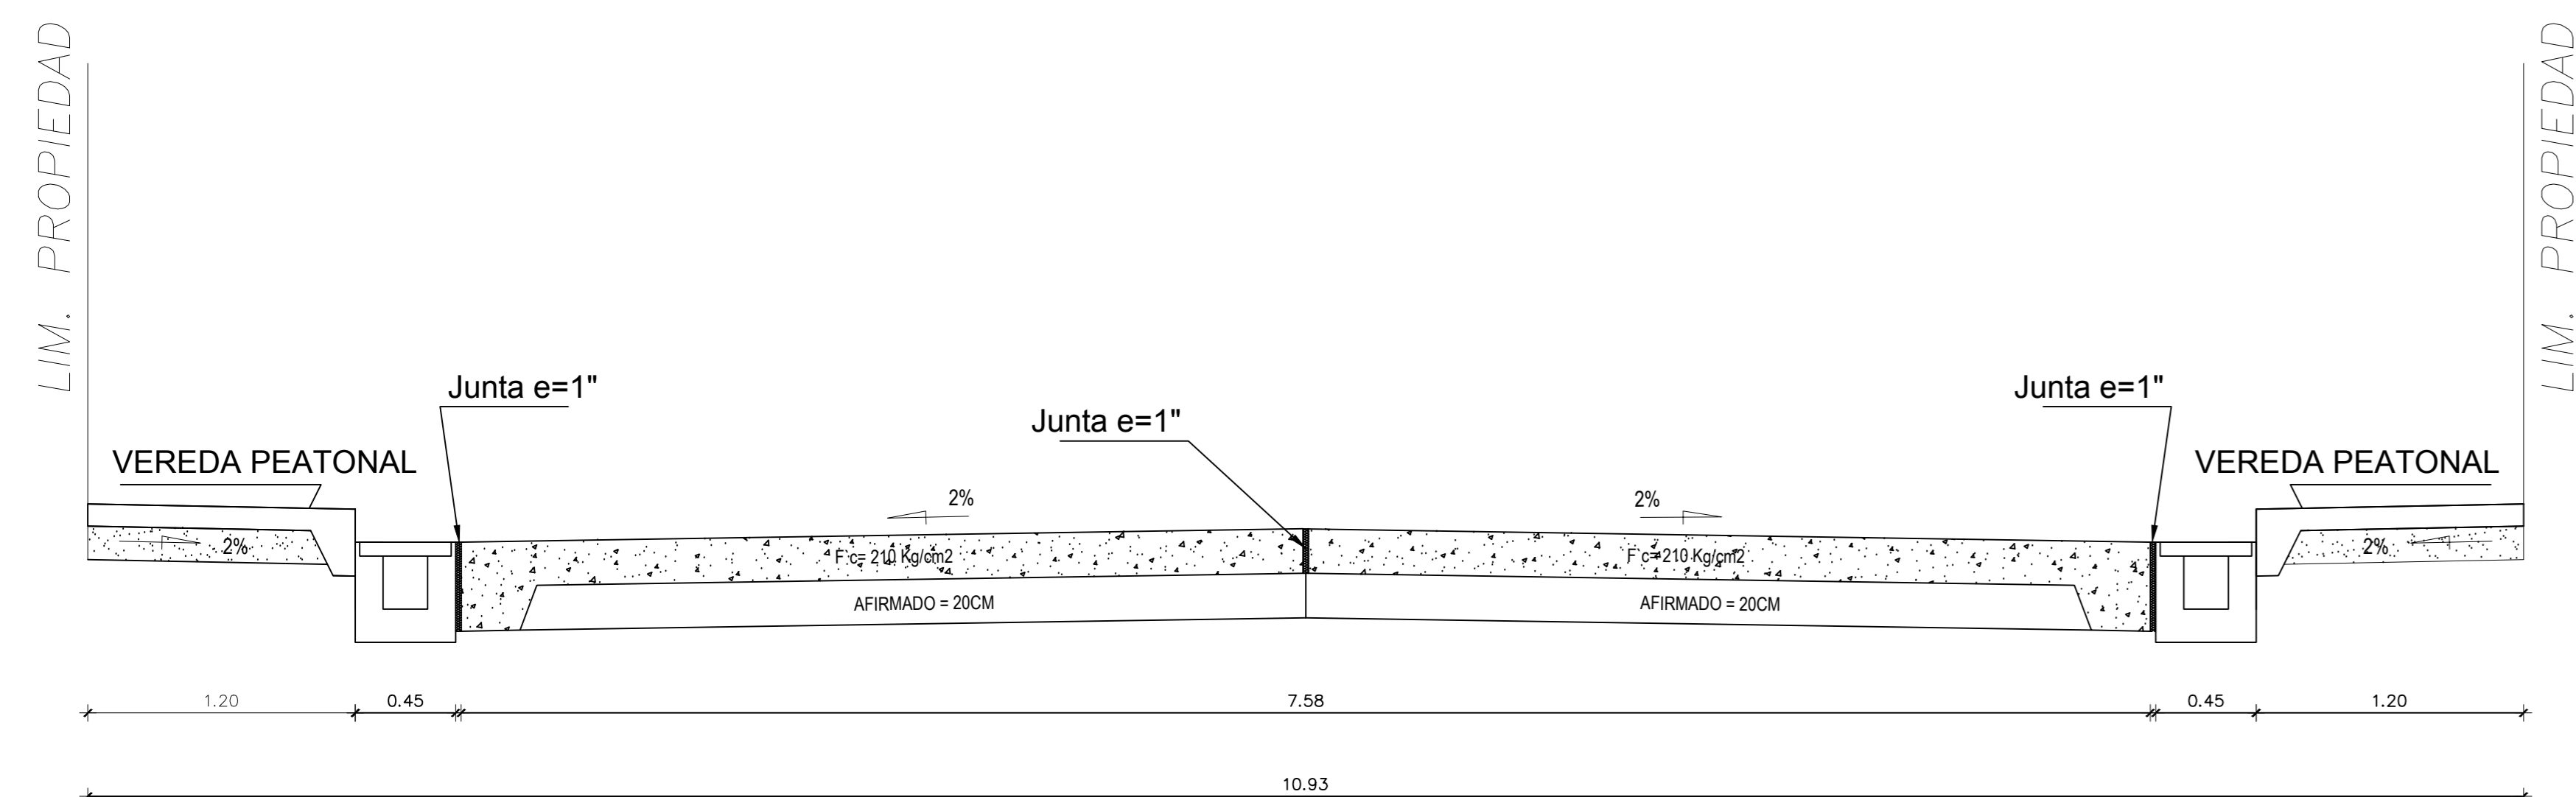 LIM. PROPIEDAD
LIM. PROPIEDAD
Junta e=1"
Junta e=1"
Junta e=1"
VEREDA PEATONAL
VEREDA PEATONAL
2%
2%
2%
2%
F'c= 210 Kg/cm2
F'c=210 Kg/cm2
AFIRMADO = 20CM
AFIRMADO = 20CM
1.20
0.45
7.58
0.45
1.20
10.93